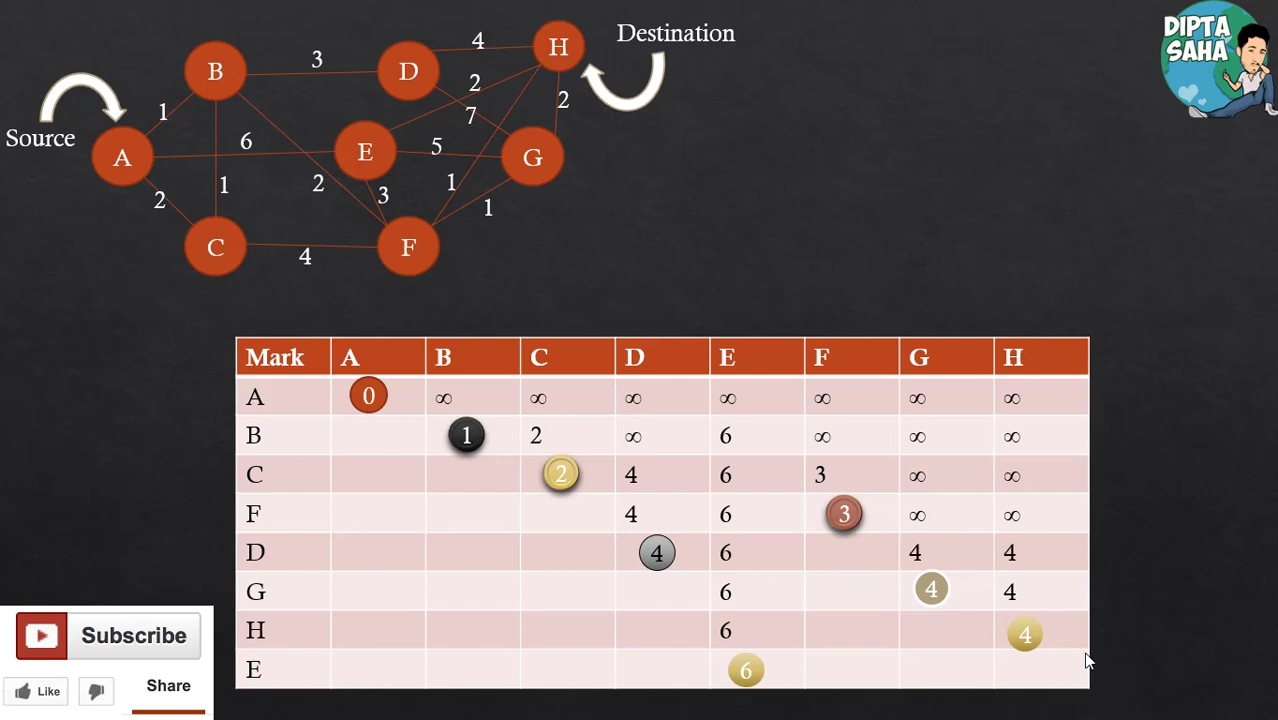 DIPTA
SAHA
Destination
Source
B 3 D 4 H
1 2 2
7
A 6 E 5 G
2 1 2 3 1 1
C 4 F
Mark A B C D E F G H
A 0 ∞ ∞ ∞ ∞ ∞ ∞ ∞
B 1 2 ∞ 6 ∞ ∞ ∞
C 2 4 6 3 ∞ ∞
F 4 6 3 ∞ ∞
D 4 6 4 4
G 6 4 4
H 6 4
E 6
Subscribe
Like
Share